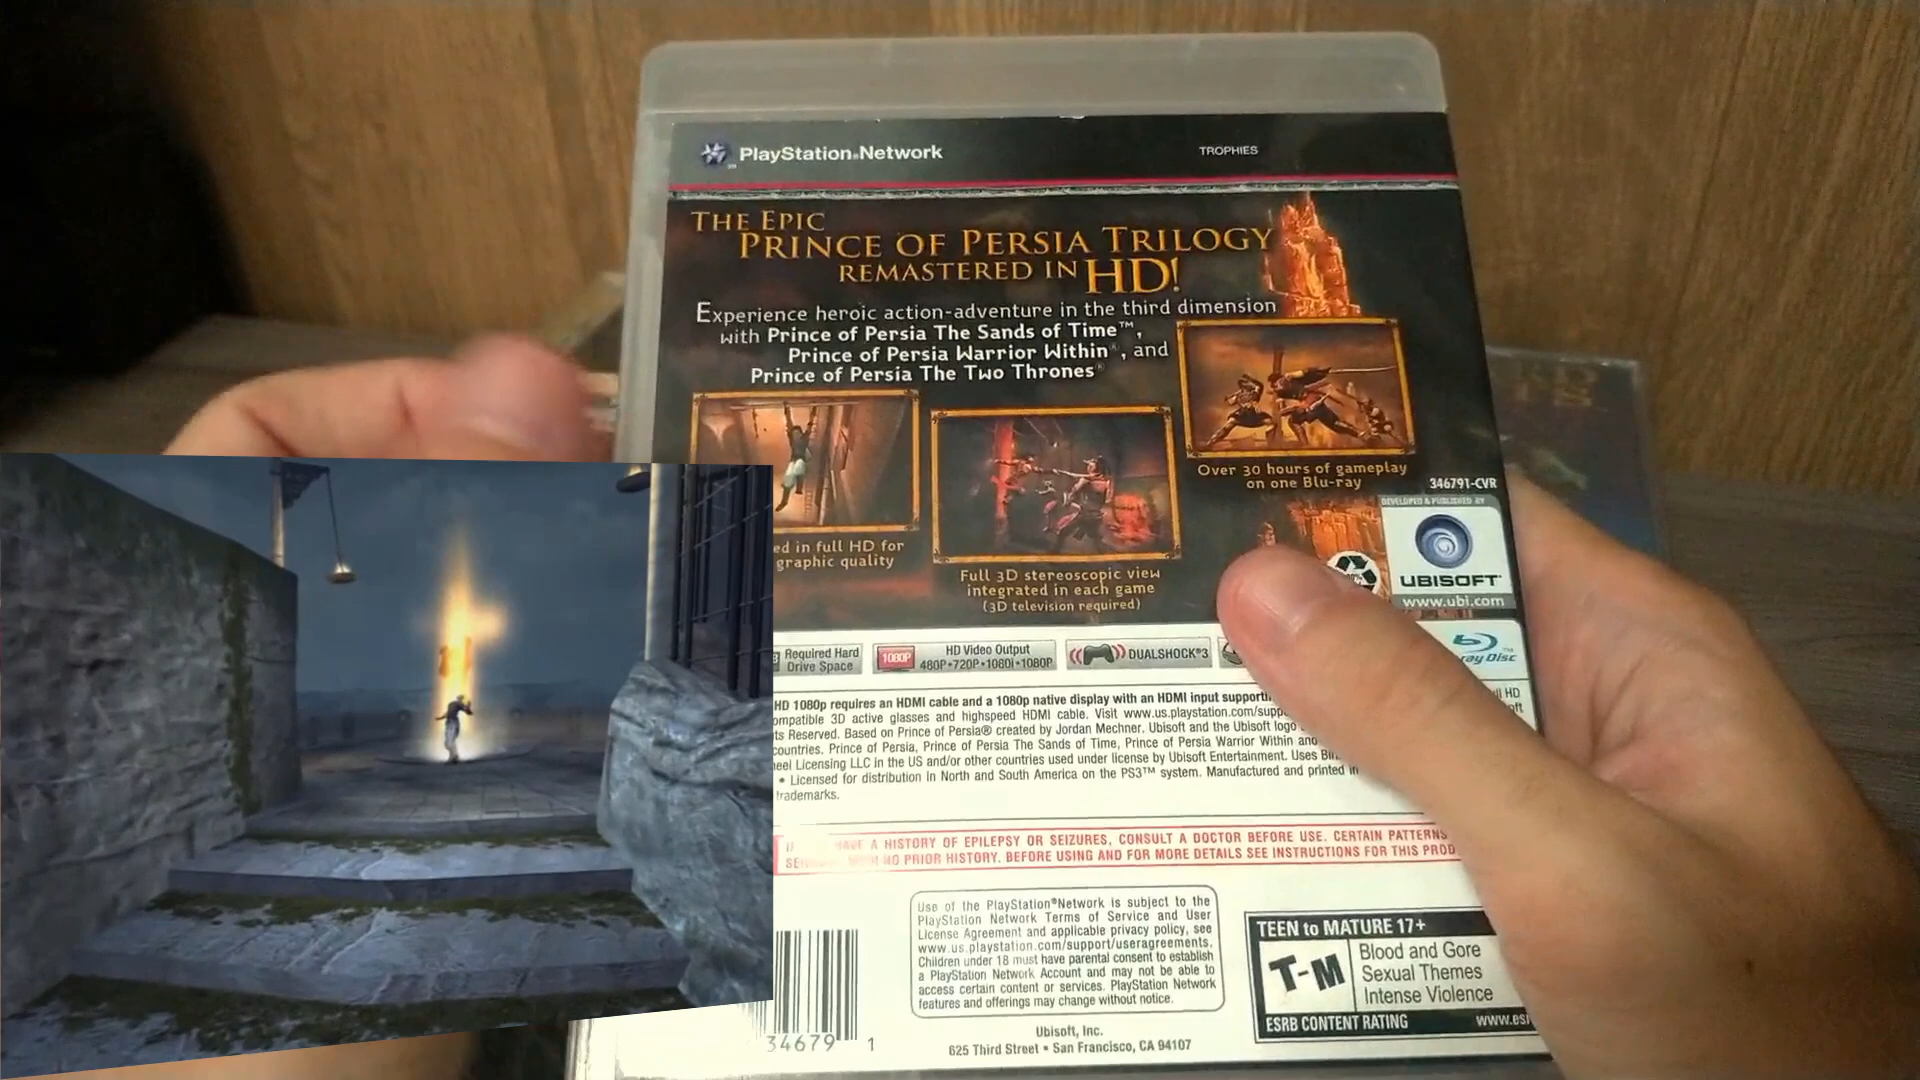 PlayStation®Network
TROPHIES
THE EPIC
PRINCE OF PERSIA TRILOGY
REMASTERED IN HD!
Experience heroic action-adventure in the third dimension
with Prince of Persia The Sands of Time™,
Prince of Persia Warrior Within®, and
Prince of Persia The Two Thrones®
Over 30 hours of gameplay
on one Blu-ray
346791-CVR
DEVELOPED & PUBLISHED BY
UBISOFT
www.ubi.com
ed in full HD for
graphic quality
Full 3D stereoscopic view
integrated in each game
(3D television required)
Required Hard
Drive Space
1080P
HD Video Output
480P•720P•1080i•1080P
DUALSHOCK®3
ray Disc
HD 1080p requires an HDMI cable and a 1080p native display with an HDMI input
compatible 3D active glasses and highspeed HDMI cable. Visit www.us.playstation.com/
ts Reserved. Based on Prince of Persia® created by Jordan Mechner. Ubisoft and the Ubisoft logo
countries. Prince of Persia, Prince of Persia The Sands of Time, Prince of Persia Warrior Within
Licensing LLC in the US and/or other countries used under license by Ubisoft Entertainment. Uses
• Licensed for distribution in North and South America on the PS3™ system. Manufactured and printed in
trademarks.
HAVE A HISTORY OF EPILEPSY OR SEIZURES, CONSULT A DOCTOR BEFORE USE. CERTAIN PATTERNS
NO PRIOR HISTORY. BEFORE USING AND FOR MORE DETAILS SEE INSTRUCTIONS FOR THIS PROD
Use of the PlayStation®Network is subject to the
PlayStation Network Terms of Service and User
License Agreement and applicable privacy policy, see
www.us.playstation.com/support/useragreements.
Children under 18 must have parental consent to establish
a PlayStation Network Account and may not be able to
access certain content or services. PlayStation Network
features and offerings may change without notice.
Ubisoft, Inc.
625 Third Street • San Francisco, CA 94107
34679 1
TEEN to MATURE 17+
T-M
Blood and Gore
Sexual Themes
Intense Violence
ESRB CONTENT RATING
www.es